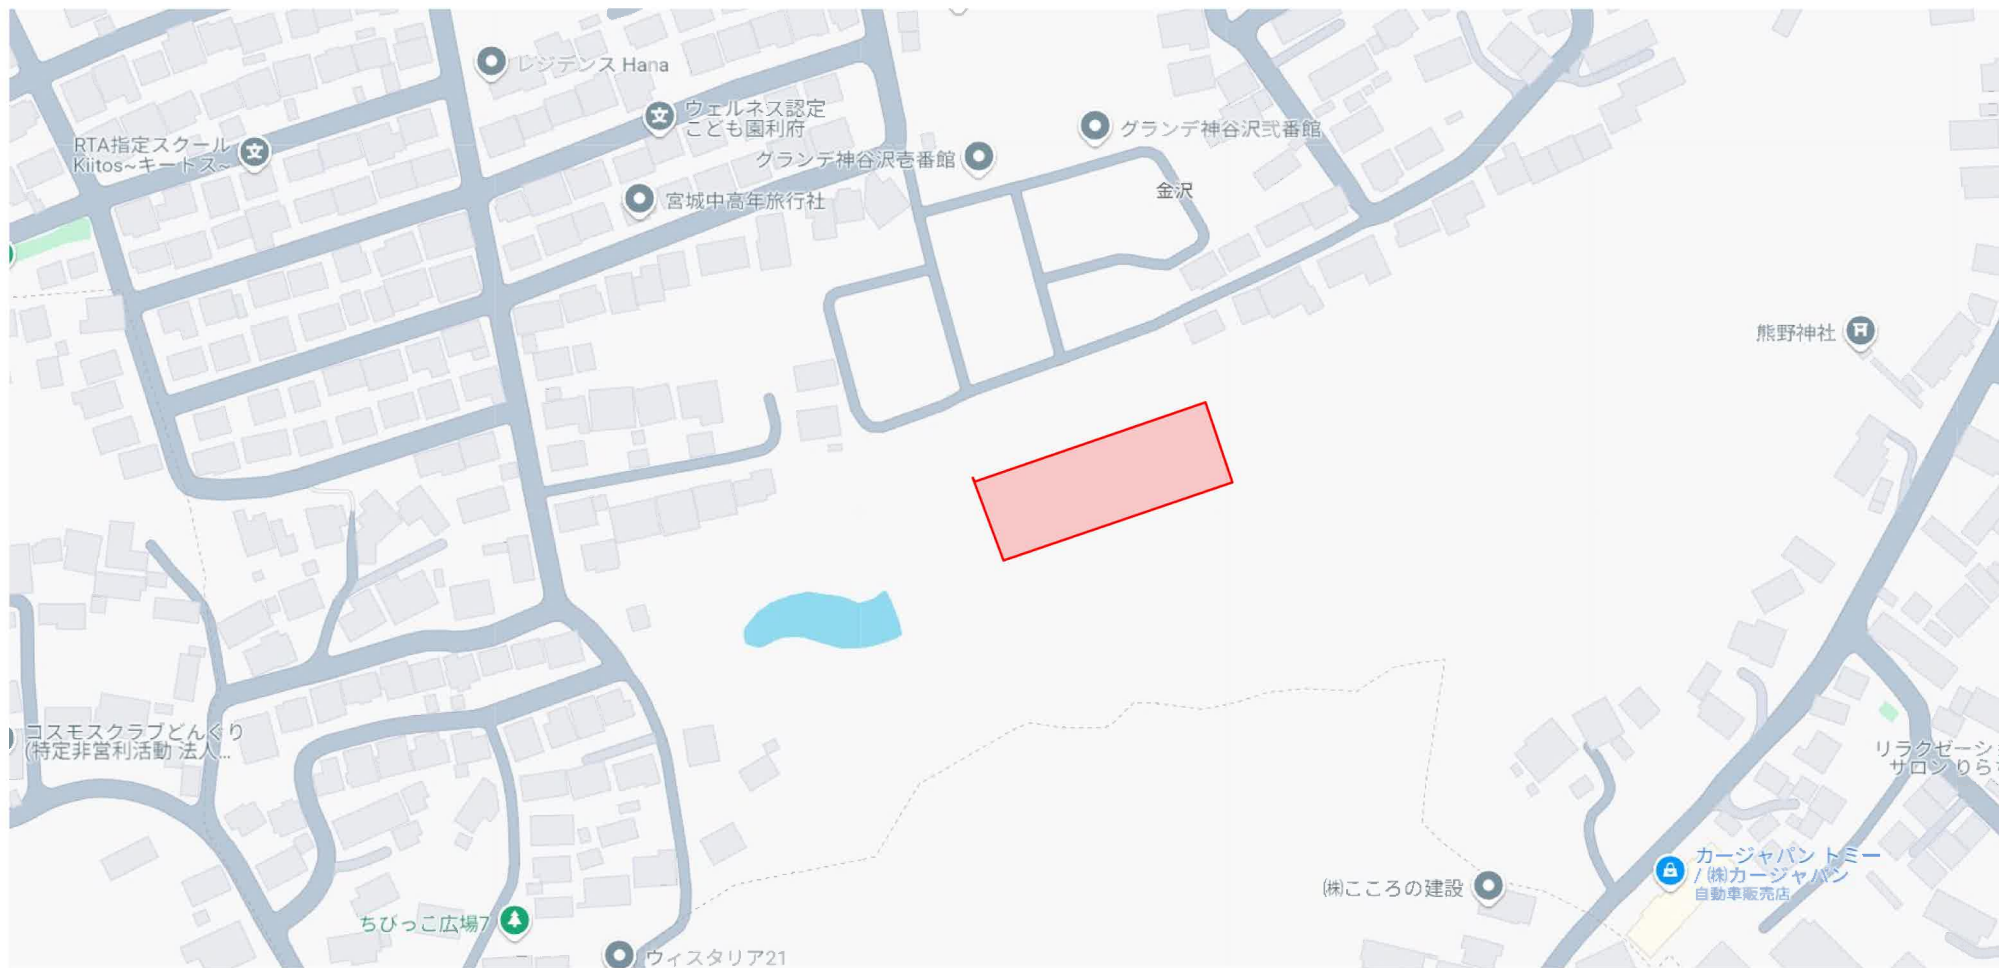 レジデンス Hana
ウェルネス認定
こども園利府
RTA指定スクール
Kiitos~キートス~
グランデ神谷沢弐番館
グランデ神谷沢壱番館
金沢
宮城中高年旅行社
熊野神社
コスモスクラブどんぐり
(特定非営利活動 法人...
リラクゼーショ
サロン りら
カージャパン トミー
/ ㈱カージャパン
自動車販売店
㈱こころの建設
ちびっこ広場7
ウィスタリア21